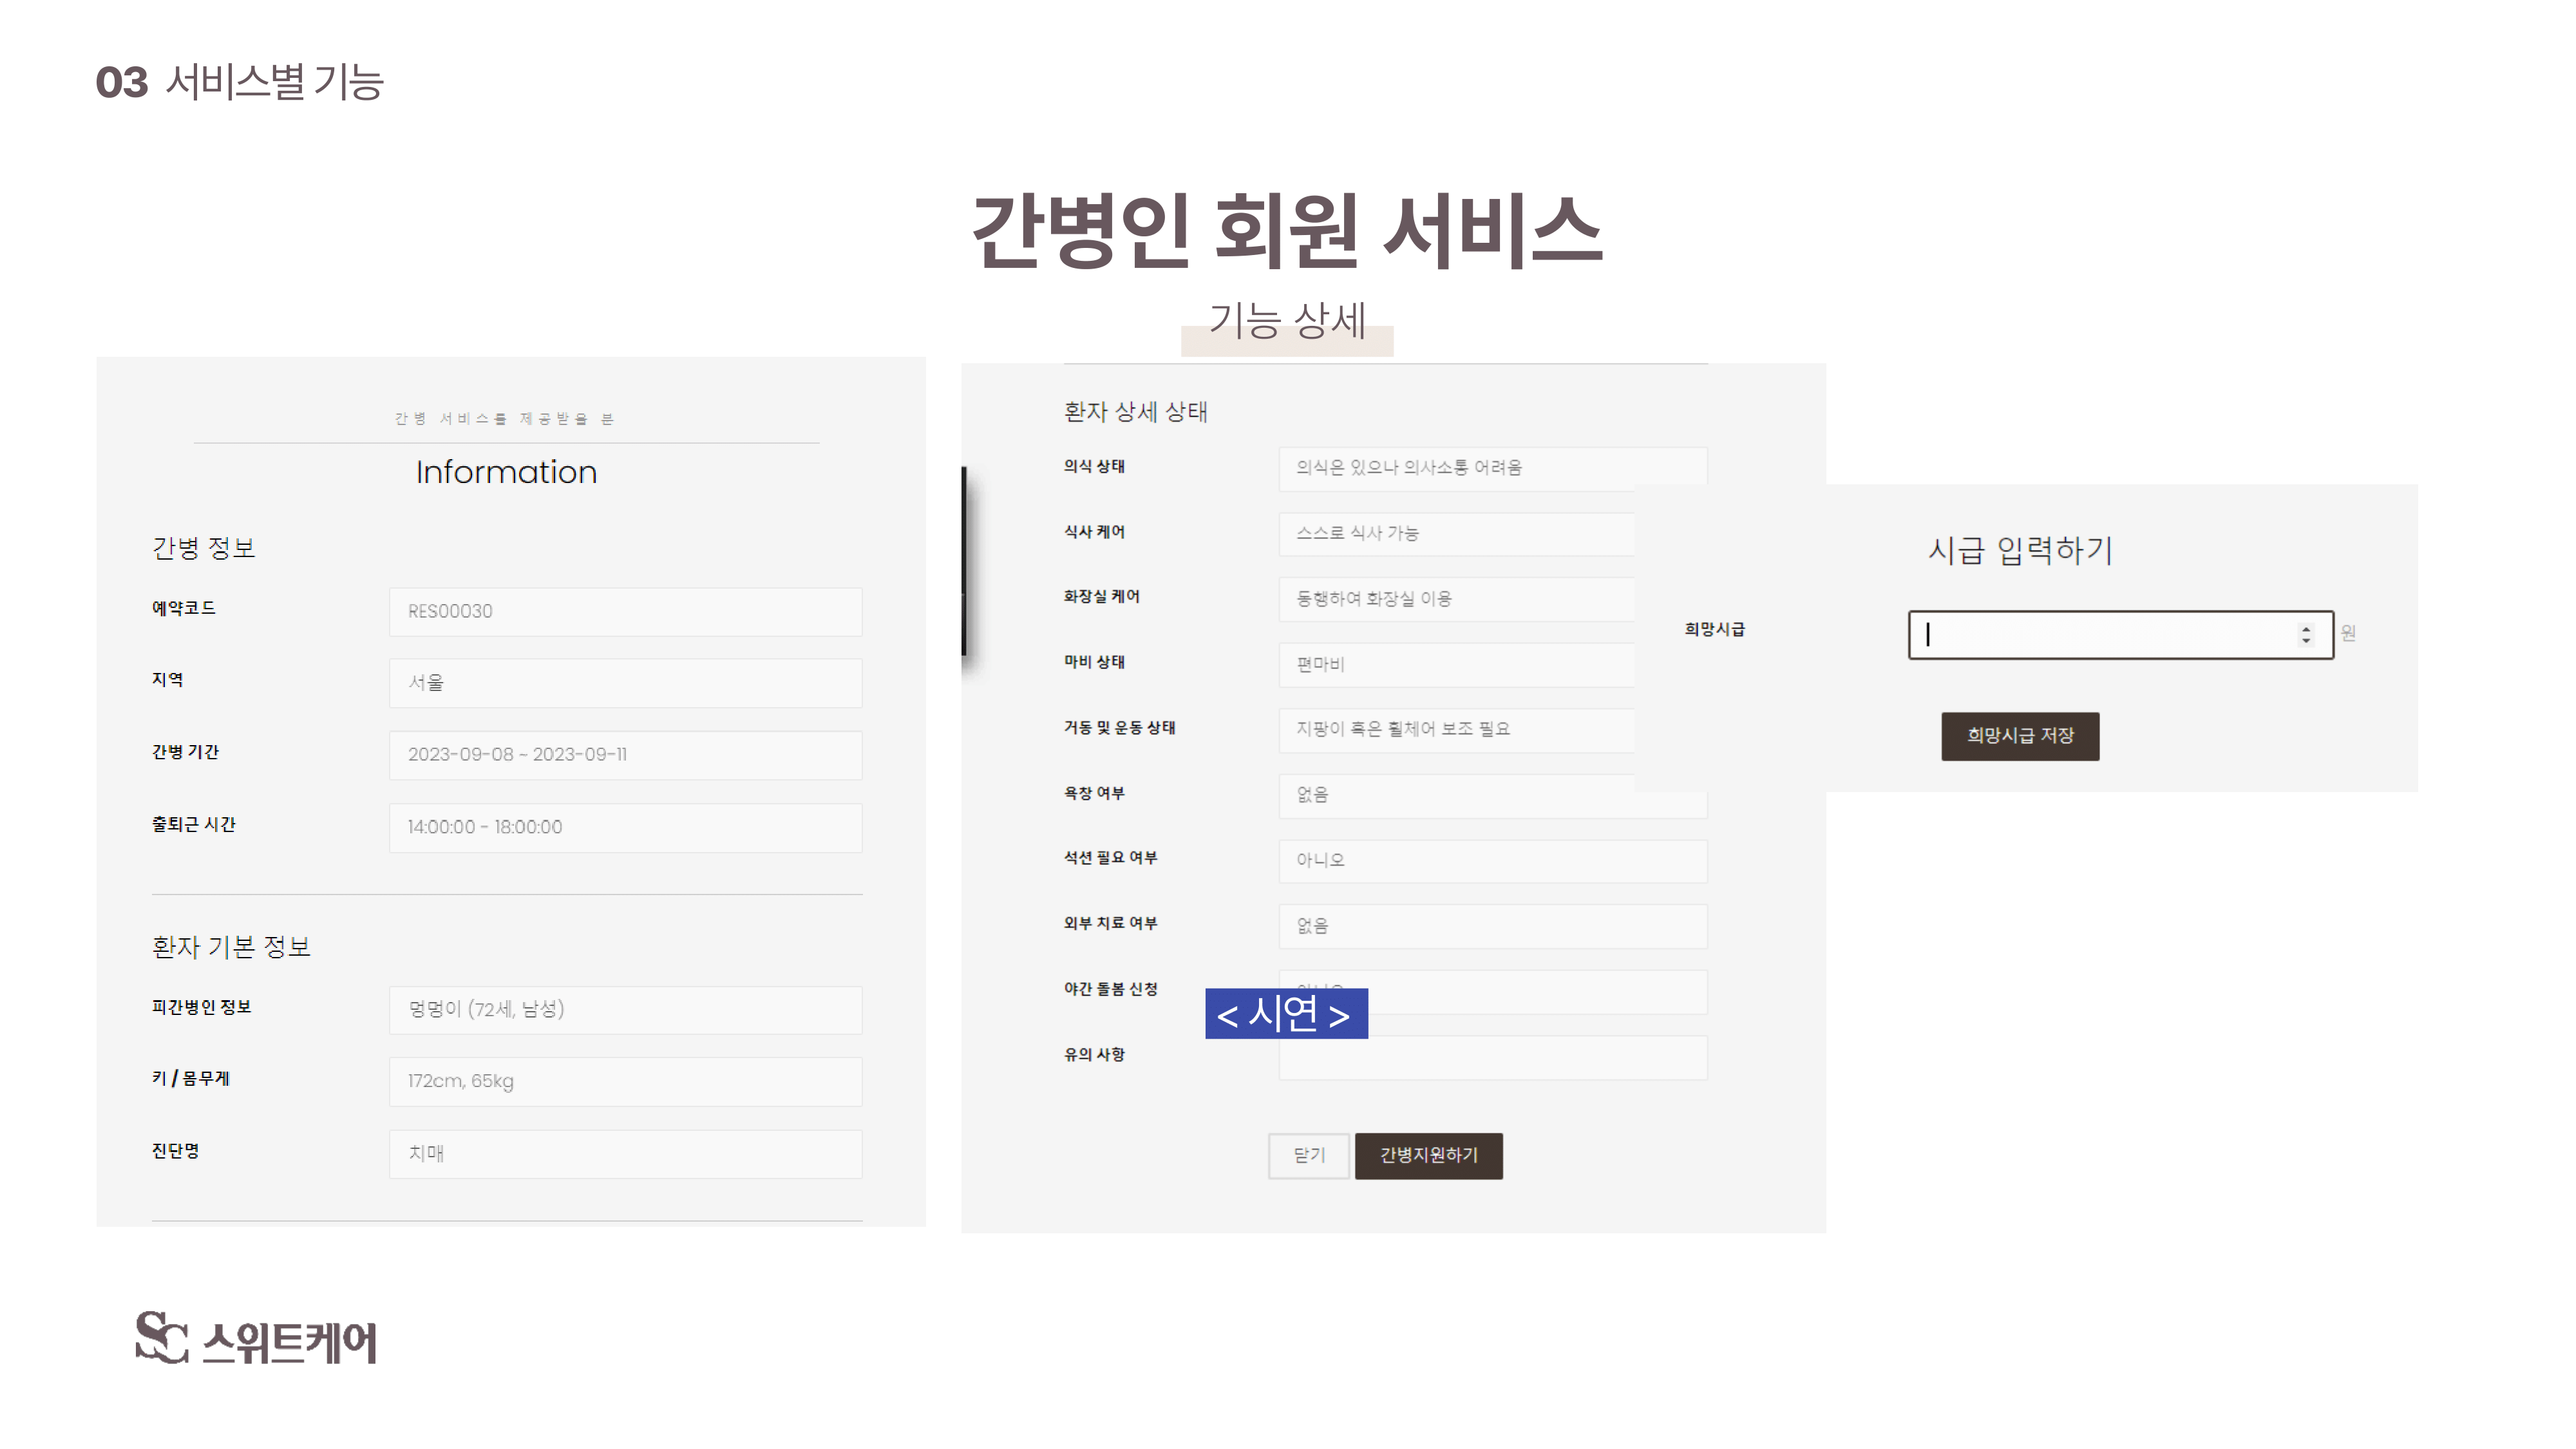 03 서비스별 기능
간병인 회원 서비스
기능 상세
간병 서비스를 제공받을 분
Information
간병 정보
예약코드 RES00030
지역 서울
간병 기간 2023-09-08 ~ 2023-09-11
출퇴근 시간 14:00:00 ~ 18:00:00
환자 기본 정보
피간병인 정보 멍멍이 (72세, 남성)
키 / 몸무게 172cm, 65kg
진단명 치매
환자 상세 상태
의식 상태 의식은 있으나 의사소통 어려움
식사 케어 스스로 식사 가능
화장실 케어 동행하여 화장실 이용
마비 상태 편마비
거동 및 운동 상태 지팡이 혹은 휠체어 보조 필요
욕창 여부 없음
석션 필요 여부 아니오
외부 치료 여부 없음
야간 돌봄 신청
< 시연 >
유의 사항
닫기 간병지원하기
시급 입력하기
희망시급 원
희망시급 저장
SC 스위트케어